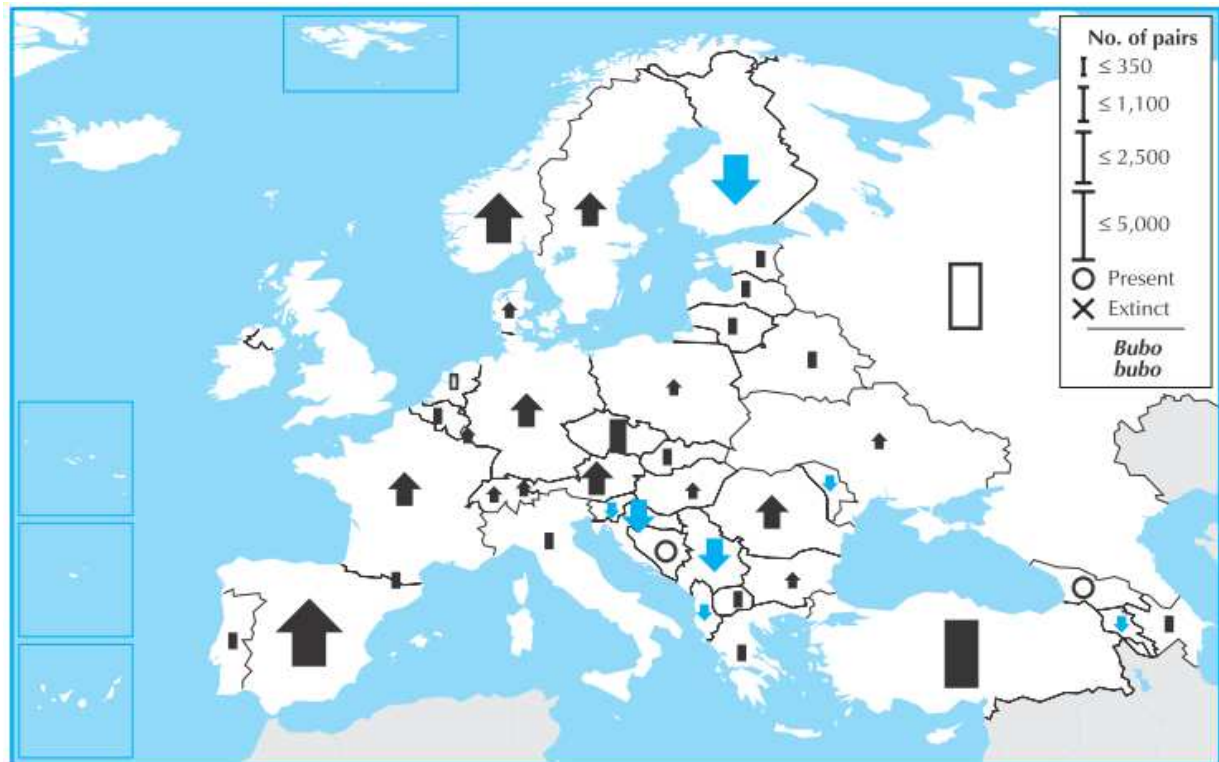 No. of pairs
≤ 350
≤ 1,100
≤ 2,500
≤ 5,000
Present
Extinct
Bubo
bubo